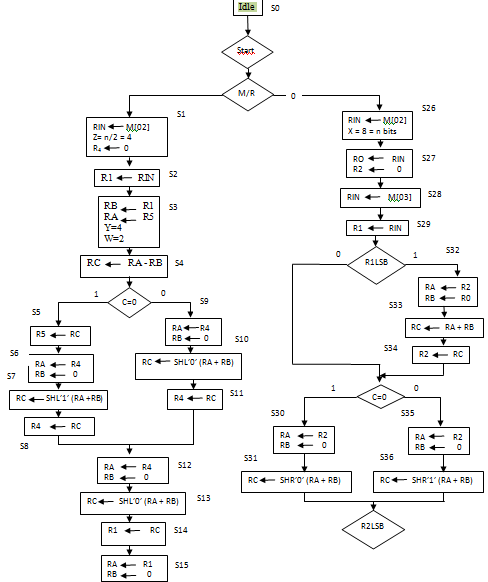 Idle S0
Start
M/R
0
S1
RIN ← M[02]
Z= n/2 = 4
R4 ← 0
S2
R1 ← RIN
S3
RB ← R1
RA ← R5
Y=4
W=2
RC ← RA - RB S4
1 C=0 0
S5
R5 ← RC
S6
RA ← R4
RB ← 0
S7
RC ← SHL'1' (RA +RB)
R4 ← RC
S8
S9
RA ← R4
RB ← 0
S10
RC ← SHL'0' (RA + RB)
S11
R4 ← RC
S12
RA ← R4
RB ← 0
S13
RC ← SHL'0' (RA + RB)
R1 ← RC S14
S15
RA ← R1
RB ← 0
S26
RIN ← M[02]
X = 8 = n bits
S27
RO ← RIN
R2 ← 0
S28
RIN ← M[03]
S29
R1 ← RIN
0 R1LSB 1
S32
RA ← R2
RB ← R0
S33
RC ← RA + RB
S34
R2 ← RC
1 C=0 0
S30
RA ← R2
RB ← 0
S31
RC ← SHR'0' (RA + RB)
S35
RA ← R2
RB ← 0
S36
RC ← SHR'1' (RA + RB)
R2LSB